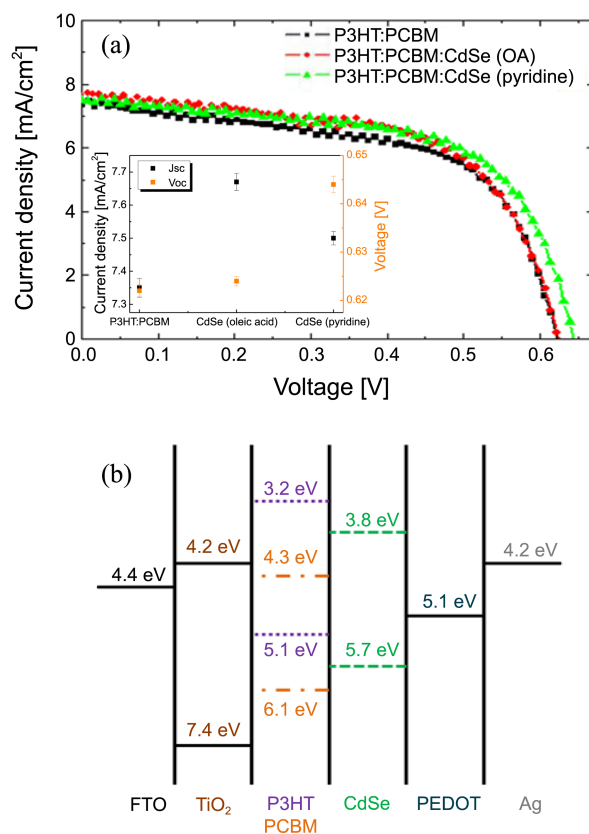 (a)
P3HT:PCBM
P3HT:PCBM:CdSe (OA)
P3HT:PCBM:CdSe (pyridine)
Current density [mA/cm²]
10
8
6
4
2
0
0.0
0.1
0.2
0.3
0.4
0.5
0.6
Voltage [V]
Jsc
Voc
Current density [mA/cm²]
7.7
7.6
7.5
7.4
7.3
Voltage [V]
0.65
0.64
0.63
0.62
P3HT:PCBM
CdSe (oleic acid)
CdSe (pyridine)
(b)
3.2 eV
3.8 eV
4.2 eV
4.3 eV
4.2 eV
4.4 eV
5.1 eV
5.1 eV
5.7 eV
6.1 eV
7.4 eV
FTO
TiO₂
P3HT
PCBM
CdSe
PEDOT
Ag